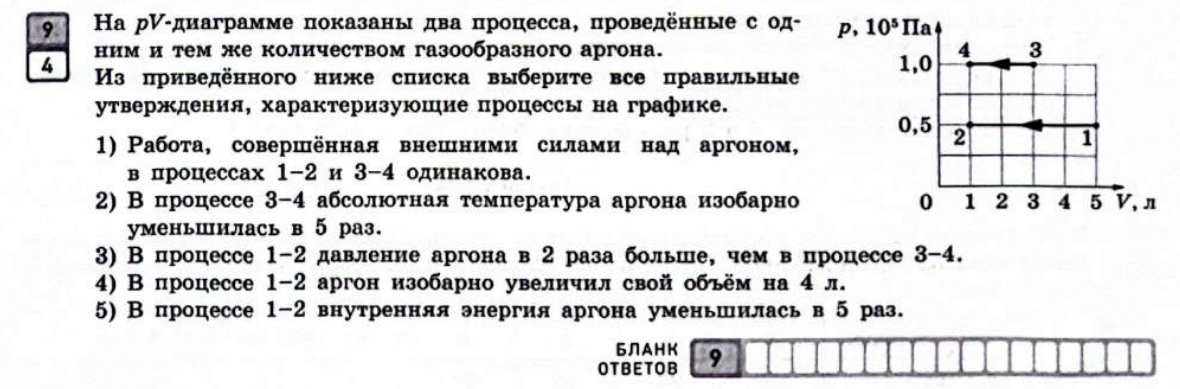 9
4
На pV-диаграмме показаны два процесса, проведённые с од-
ним и тем же количеством газообразного аргона.
Из приведённого ниже списка выберите все правильные
утверждения, характеризующие процессы на графике.
1) Работа, совершённая внешними силами над аргоном,
в процессах 1–2 и 3–4 одинакова.
2) В процессе 3–4 абсолютная температура аргона изобарно
уменьшилась в 5 раз.
3) В процессе 1–2 давление аргона в 2 раза больше, чем в процессе 3–4.
4) В процессе 1–2 аргон изобарно увеличил свой объём на 4 л.
5) В процессе 1–2 внутренняя энергия аргона уменьшилась в 5 раз.
p, 10⁵ Па
4 3
1,0
0,5
2 1
0 1 2 3 4 5 V, л
БЛАНК
ОТВЕТОВ
9